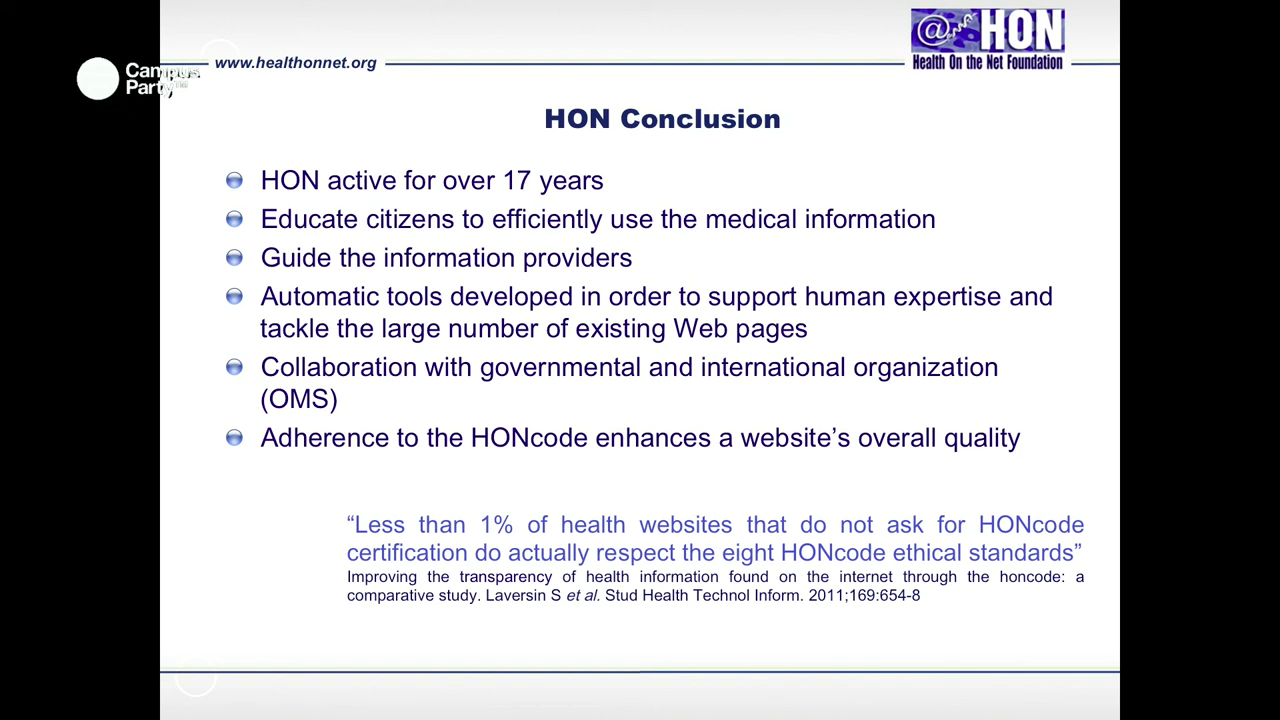 www.healthonnet.org
@ HON
Health On the Net Foundation
Campus
Party™
HON Conclusion
HON active for over 17 years
Educate citizens to efficiently use the medical information
Guide the information providers
Automatic tools developed in order to support human expertise and
tackle the large number of existing Web pages
Collaboration with governmental and international organization
(OMS)
Adherence to the HONcode enhances a website’s overall quality
“Less than 1% of health websites that do not ask for HONcode
certification do actually respect the eight HONcode ethical standards”
Improving the transparency of health information found on the internet through the honcode: a
comparative study. Laversin S et al. Stud Health Technol Inform. 2011;169:654-8